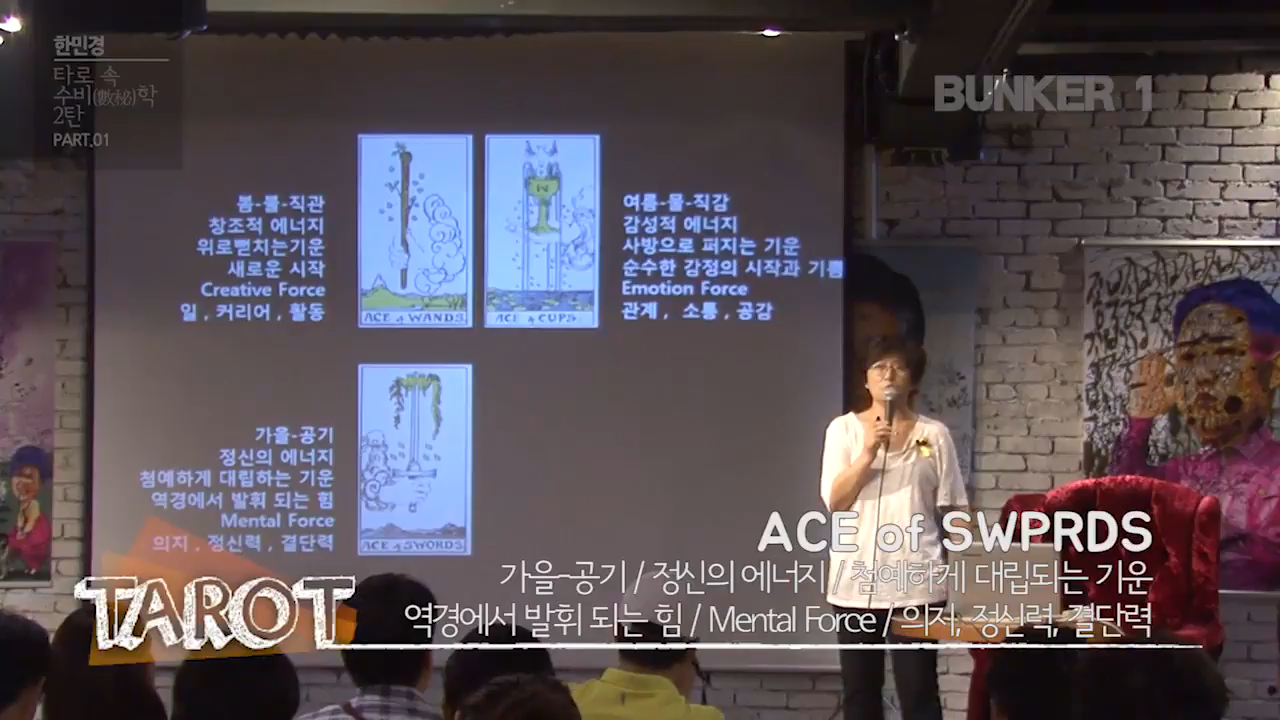 한민경
타로 속
수비(數秘)학
2탄
PART.01
BUNKER 1
봄-불-직관
창조적 에너지
위로뻗치는기운
새로운 시작
Creative Force
일 , 커리어 , 활동
ACE of WANDS.
ACE of CUPS.
여름-물-직감
감성적 에너지
사방으로 퍼지는 기운
순수한 감정의 시작과 기쁨
Emotion Force
관계 , 소통 , 공감
가을-공기
정신의 에너지
첨예하게 대립하는 기운
역경에서 발휘 되는 힘
Mental Force
의지 , 정신력 , 결단력
ACE of SWORDS.
ACE of SWPRDS
가을-공기 / 정신의 에너지 / 첨예하게 대립되는 기운
역경에서 발휘 되는 힘 / Mental Force / 의지, 정신력, 결단력
TAROT